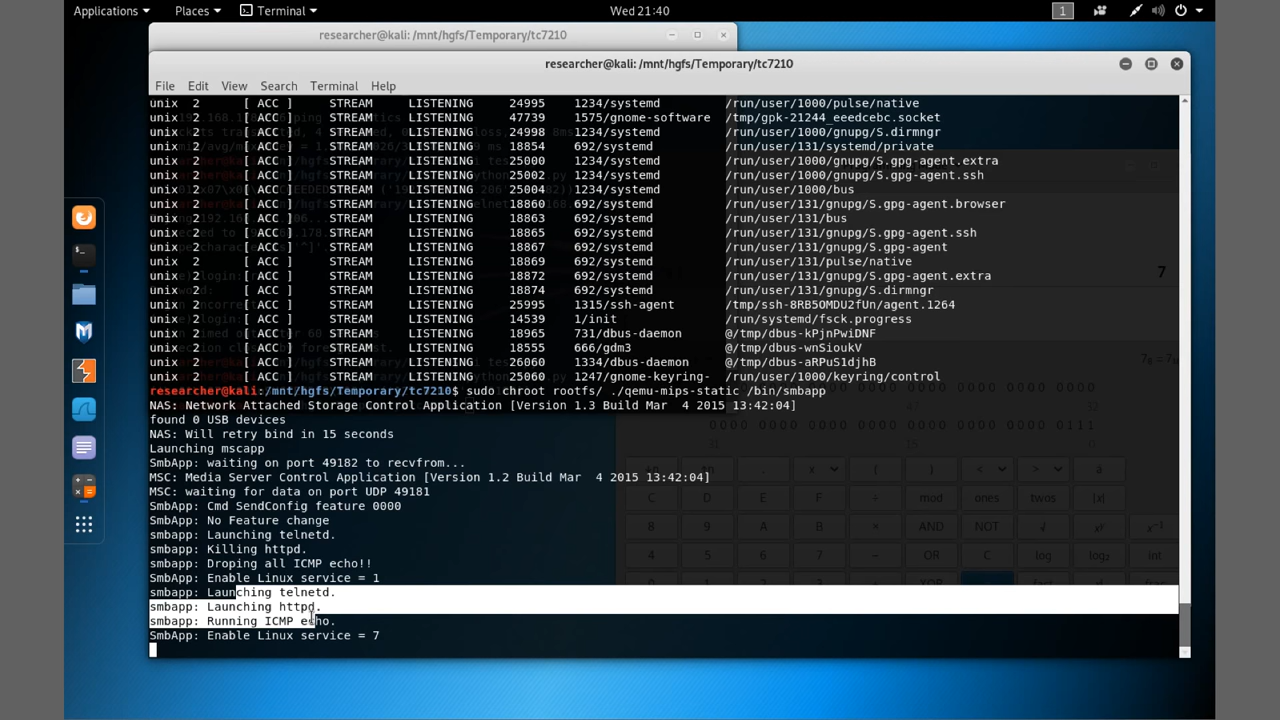 Applications Places Terminal Wed 21:40 1
researcher@kali: /mnt/hgfs/Temporary/tc7210
researcher@kali: /mnt/hgfs/Temporary/tc7210
File Edit View Search Terminal Help
unix 2 [ ACC ] STREAM LISTENING 24995 1234/systemd /run/user/1000/pulse/native
unix 2 [ ACC ] STREAM LISTENING 47739 1575/gnome-software /tmp/gpk-21244_eeedcebc.socket
unix 2 [ ACC ] STREAM LISTENING 24998 1234/systemd /run/user/1000/gnupg/S.dirmngr
unix 2 [ ACC ] STREAM LISTENING 18854 692/systemd /run/user/131/systemd/private
unix 2 [ ACC ] STREAM LISTENING 25000 1234/systemd /run/user/1000/gnupg/S.gpg-agent.extra
unix 2 [ ACC ] STREAM LISTENING 25002 1234/systemd /run/user/1000/gnupg/S.gpg-agent.ssh
unix 2 [ ACC ] STREAM LISTENING 25004 1234/systemd /run/user/1000/bus
unix 2 [ ACC ] STREAM LISTENING 18860 692/systemd /run/user/131/gnupg/S.gpg-agent.browser
unix 2 [ ACC ] STREAM LISTENING 18863 692/systemd /run/user/131/bus
unix 2 [ ACC ] STREAM LISTENING 18865 692/systemd /run/user/131/gnupg/S.gpg-agent.ssh
unix 2 [ ACC ] STREAM LISTENING 18867 692/systemd /run/user/131/gnupg/S.gpg-agent
unix 2 [ ACC ] STREAM LISTENING 18869 692/systemd /run/user/131/pulse/native
unix 2 [ ACC ] STREAM LISTENING 18872 692/systemd /run/user/131/gnupg/S.gpg-agent.extra
unix 2 [ ACC ] STREAM LISTENING 18874 692/systemd /run/user/131/gnupg/S.dirmngr
unix 2 [ ACC ] STREAM LISTENING 25995 1315/ssh-agent /tmp/ssh-8RB5OMDU2fUn/agent.1264
unix 2 [ ACC ] STREAM LISTENING 14539 1/init /run/systemd/fsck.progress
unix 2 [ ACC ] STREAM LISTENING 18965 731/dbus-daemon @/tmp/dbus-kPjnPwiDNF
unix 2 [ ACC ] STREAM LISTENING 18555 666/gdm3 @/tmp/dbus-wnSioukV
unix 2 [ ACC ] STREAM LISTENING 26060 1334/dbus-daemon @/tmp/dbus-aRPuS1djhB
unix 2 [ ACC ] STREAM LISTENING 25060 1247/gnome-keyring- /run/user/1000/keyring/control
researcher@kali:/mnt/hgfs/Temporary/tc7210$ sudo chroot rootfs/ ./qemu-mips-static /bin/smbapp
NAS: Network Attached Storage Control Application [Version 1.3 Build Mar  4 2015 13:42:04]
found 0 USB devices
NAS: Will retry bind in 15 seconds
Launching mscapp
SmbApp: waiting on port 49182 to recvfrom...
MSC: Media Server Control Application [Version 1.2 Build Mar  4 2015 13:42:04]
MSC: waiting for data on port UDP 49181
SmbApp: Cmd SendConfig feature 0000
SmbApp: No Feature change
smbapp: Launching telnetd.
smbapp: Killing httpd.
smbapp: Droping all ICMP echo!!
SmbApp: Enable Linux service = 1
smbapp: Launching telnetd.
smbapp: Launching httpd.
smbapp: Running ICMP echo.
SmbApp: Enable Linux service = 7